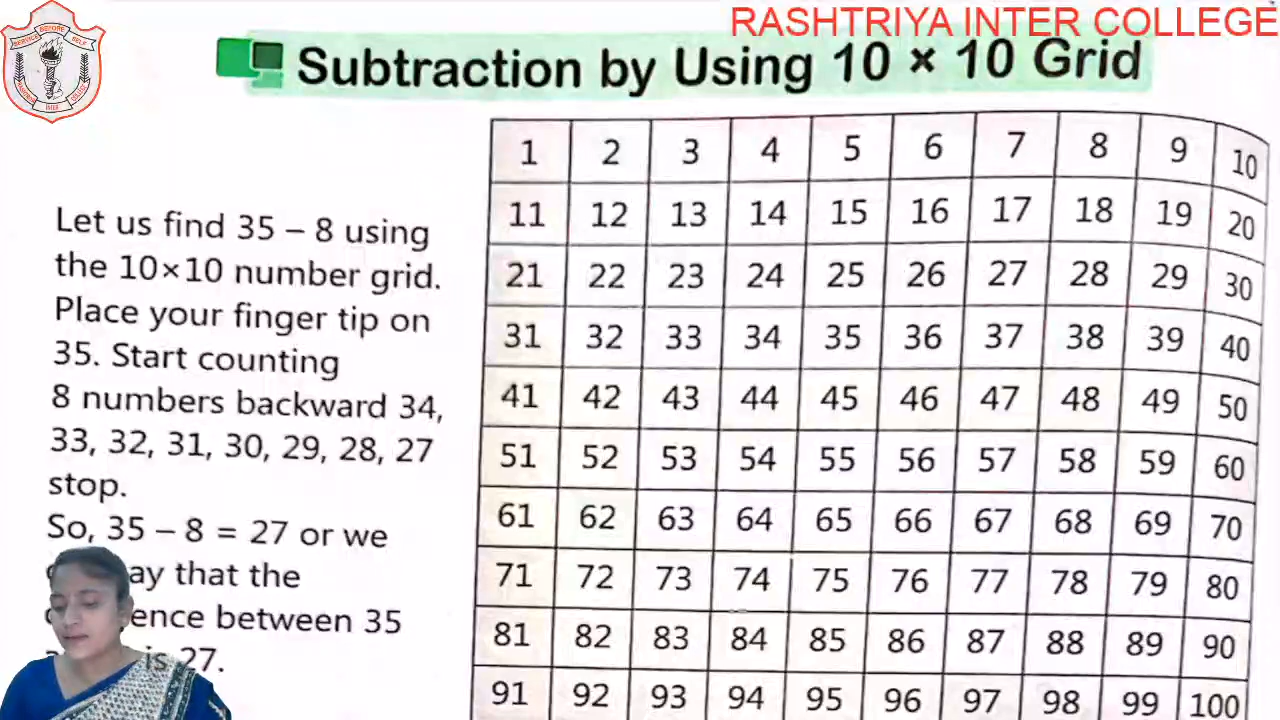 RASHTRIYA INTER COLLEGE
SERVICE BEFORE SELF
Subtraction by Using 10 × 10 Grid
Let us find 35 – 8 using
the 10×10 number grid.
Place your finger tip on
35. Start counting
8 numbers backward 34,
33, 32, 31, 30, 29, 28, 27
stop.
So, 35 – 8 = 27 or we
ay that the
ence between 35
is 27.
1 2 3 4 5 6 7 8 9 10
11 12 13 14 15 16 17 18 19 20
21 22 23 24 25 26 27 28 29 30
31 32 33 34 35 36 37 38 39 40
41 42 43 44 45 46 47 48 49 50
51 52 53 54 55 56 57 58 59 60
61 62 63 64 65 66 67 68 69 70
71 72 73 74 75 76 77 78 79 80
81 82 83 84 85 86 87 88 89 90
91 92 93 94 95 96 97 98 99 100